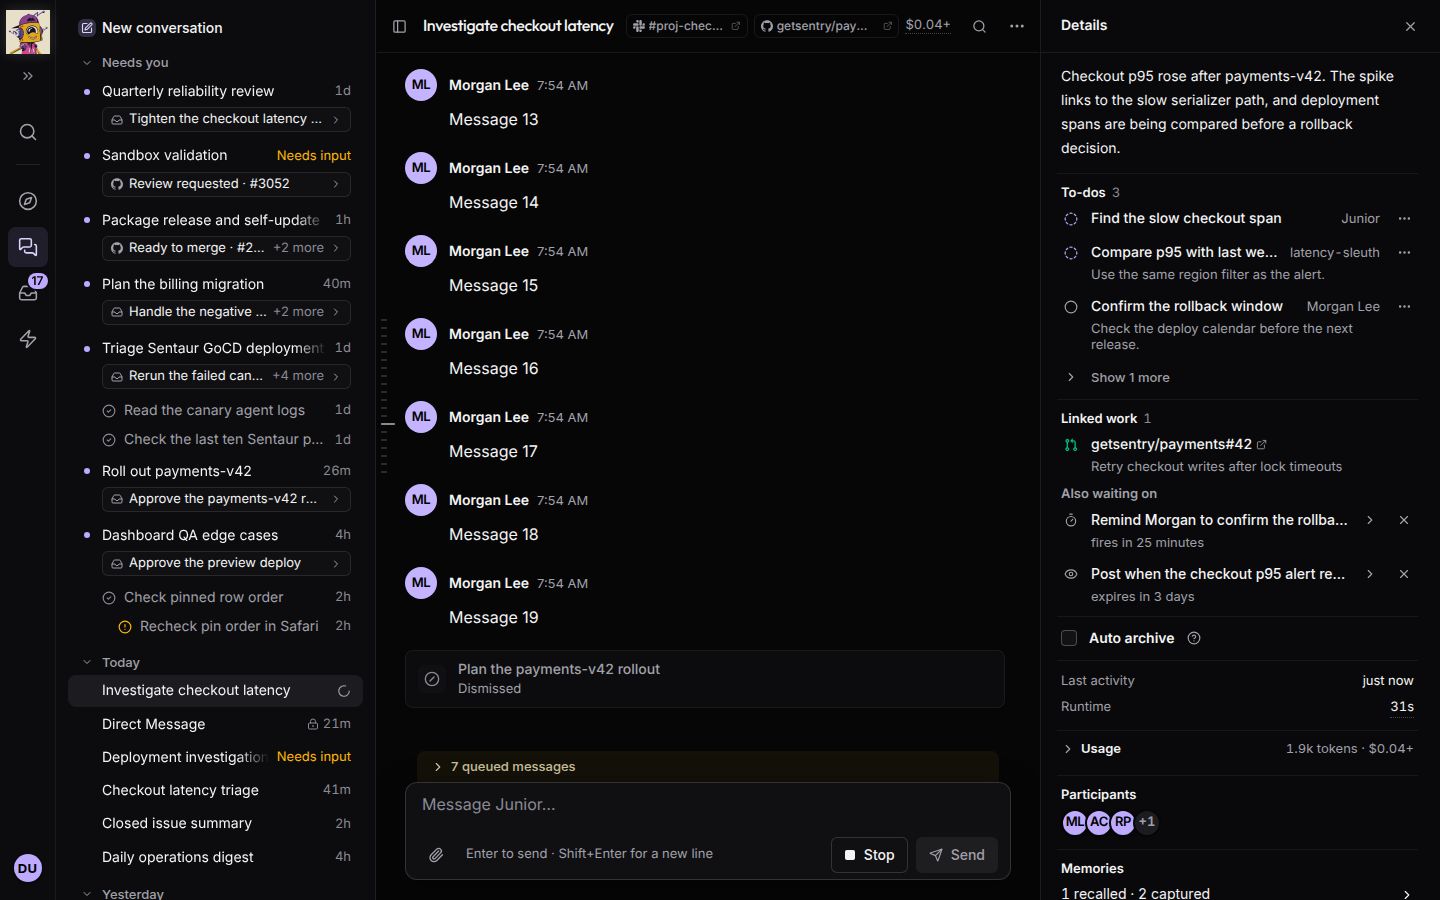 New conversation
Needs you
Quarterly reliability review 1d
Tighten the checkout latency ...
Sandbox validation Needs input
Review requested · #3052
Package release and self-update 1h
Ready to merge · #2... +2 more
17
Plan the billing migration 40m
Handle the negative ... +2 more
Triage Sentaur GoCD deployment 1d
Rerun the failed can... +4 more
Read the canary agent logs 1d
Check the last ten Sentaur p... 1d
Roll out payments-v42 26m
Approve the payments-v42 r...
Dashboard QA edge cases 4h
Approve the preview deploy
Check pinned row order 2h
Recheck pin order in Safari 2h
Today
Investigate checkout latency
Direct Message 21m
Deployment investigation Needs input
Checkout latency triage 41m
Closed issue summary 2h
Daily operations digest 4h
Yesterday
DU
Investigate checkout latency #proj-chec... getsentry/pay... $0.04+
ML Morgan Lee 7:54 AM
Message 13
ML Morgan Lee 7:54 AM
Message 14
ML Morgan Lee 7:54 AM
Message 15
ML Morgan Lee 7:54 AM
Message 16
ML Morgan Lee 7:54 AM
Message 17
ML Morgan Lee 7:54 AM
Message 18
ML Morgan Lee 7:54 AM
Message 19
Plan the payments-v42 rollout
Dismissed
7 queued messages
Message Junior...
Enter to send · Shift+Enter for a new line Stop Send
Details
Checkout p95 rose after payments-v42. The spike
links to the slow serializer path, and deployment
spans are being compared before a rollback
decision.
To-dos 3
Find the slow checkout span Junior
Compare p95 with last we... latency-sleuth
Use the same region filter as the alert.
Confirm the rollback window Morgan Lee
Check the deploy calendar before the next
release.
Show 1 more
Linked work 1
getsentry/payments#42
Retry checkout writes after lock timeouts
Also waiting on
Remind Morgan to confirm the rollba...
fires in 25 minutes
Post when the checkout p95 alert re...
expires in 3 days
Auto archive
Last activity just now
Runtime 31s
Usage 1.9k tokens · $0.04+
Participants
ML AC RP +1
Memories
1 recalled · 2 captured